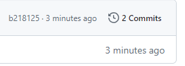 b218125 · 3 minutes ago 2 Commits
3 minutes ago